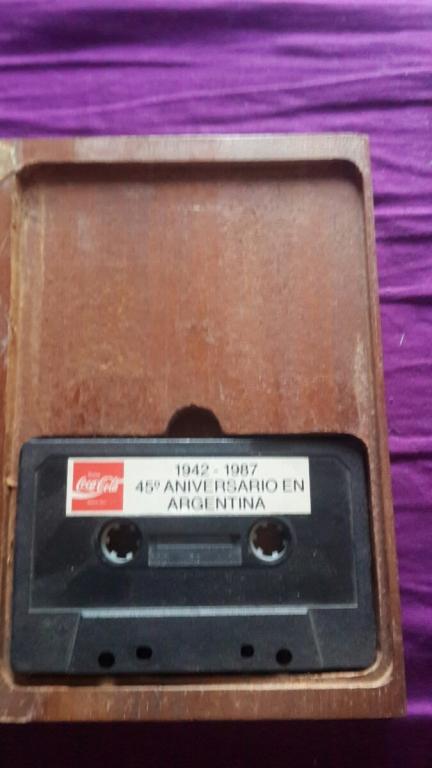 Coca-Cola
1942 - 1987
45º ANIVERSARIO EN
ARGENTINA